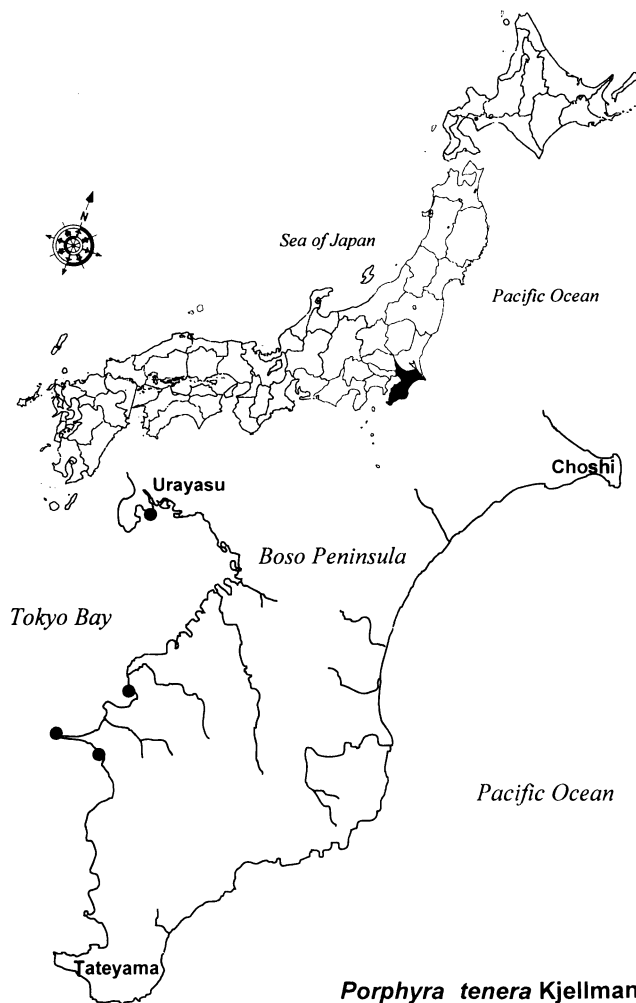 N
Sea of Japan
Pacific Ocean
Choshi
Urayasu
Boso Peninsula
Tokyo Bay
Pacific Ocean
Tateyama
Porphyra tenera Kjellman